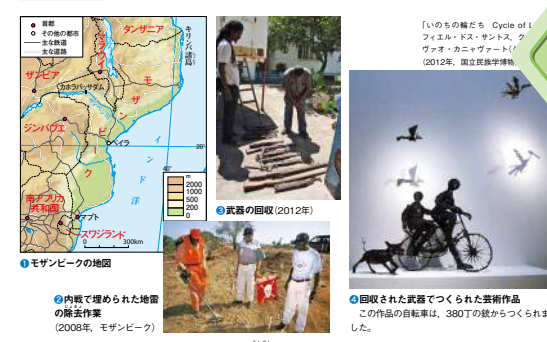 首都
その他の都市
主な鉄道
主な道路
タンザニア
キリンバ諸島
マラウイ
ザンビア
カホラバッサダム
モザンビーク
ジンバブエ
ベイラ
20°
インド洋
40°
m
2000
1000
500
200
0
南アフリカ
共和国
マプト
スワジランド
0 300km
❶モザンビークの地図
❷内戦で埋められた地雷
の除去作業
じょきょ
(2008年，モザンビーク)
❸武器の回収(2012年)
「いのちの輪だち Cycle of L
フィエル・ドス・サントス，ク
ヴァオ・カニャヴァート(
(2012年，国立民族学博物
❹回収された武器でつくられた芸術作品
この作品の自転車は，380丁の銃からつくられま
した。